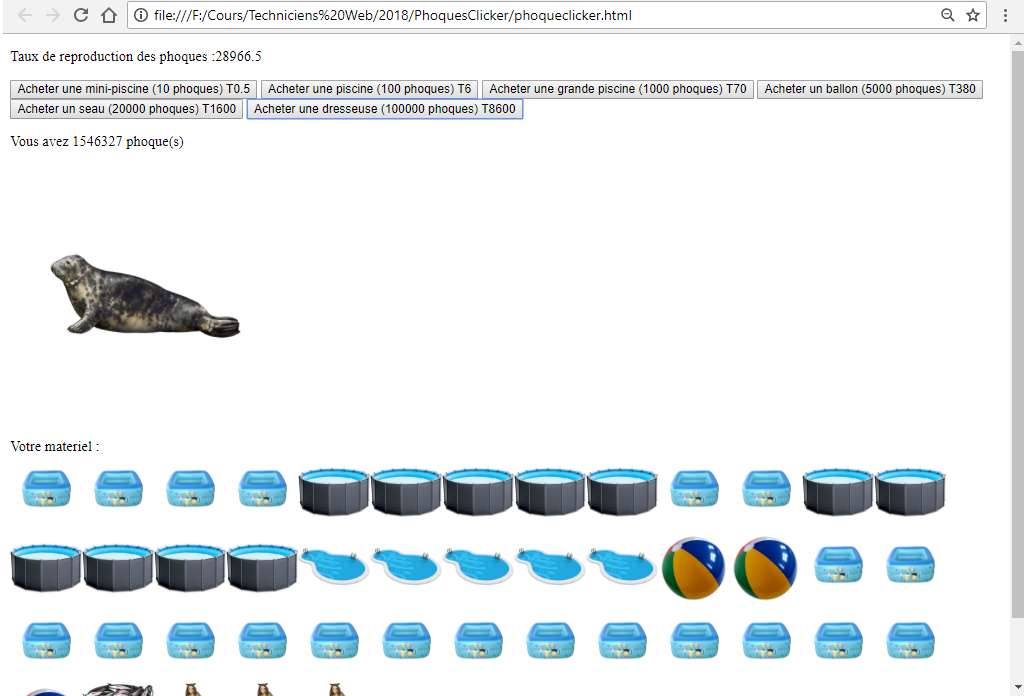 file:///F:/Cours/Techniciens%20Web/2018/PhoquesClicker/phoqueclicker.html
Taux de reproduction des phoques :28966.5
Acheter une mini-piscine (10 phoques) T0.5 Acheter une piscine (100 phoques) T6 Acheter une grande piscine (1000 phoques) T70 Acheter un ballon (5000 phoques) T380
Acheter un seau (20000 phoques) T1600 Acheter une dresseuse (100000 phoques) T8600
Vous avez 1546327 phoque(s)
Votre materiel :